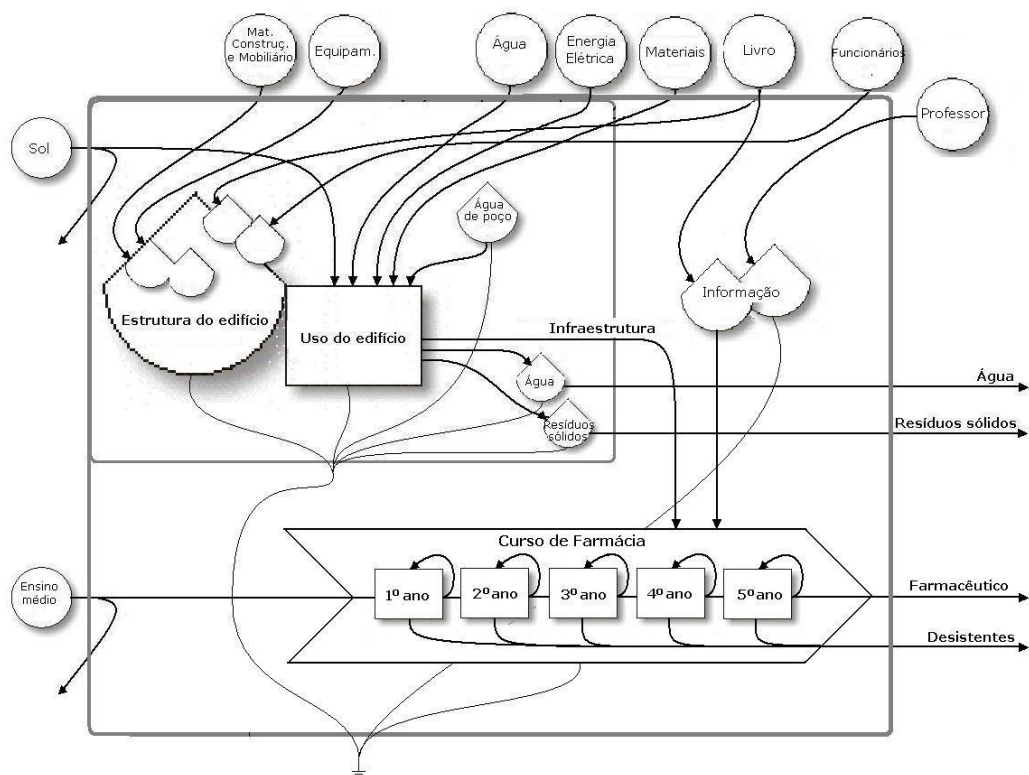 Mat.
Construç.
e Mobiliário
Equipam.
Água
Energia
Elétrica
Materiais
Livro
Funcionários
Professor
Sol
Água
de poço
Informação
Estrutura do edifício
Uso do edifício
Infraestrutura
Água
Água
Resíduos
sólidos
Resíduos sólidos
Curso de Farmácia
Ensino
médio
1º ano
2º ano
3º ano
4º ano
5º ano
Farmacêutico
Desistentes